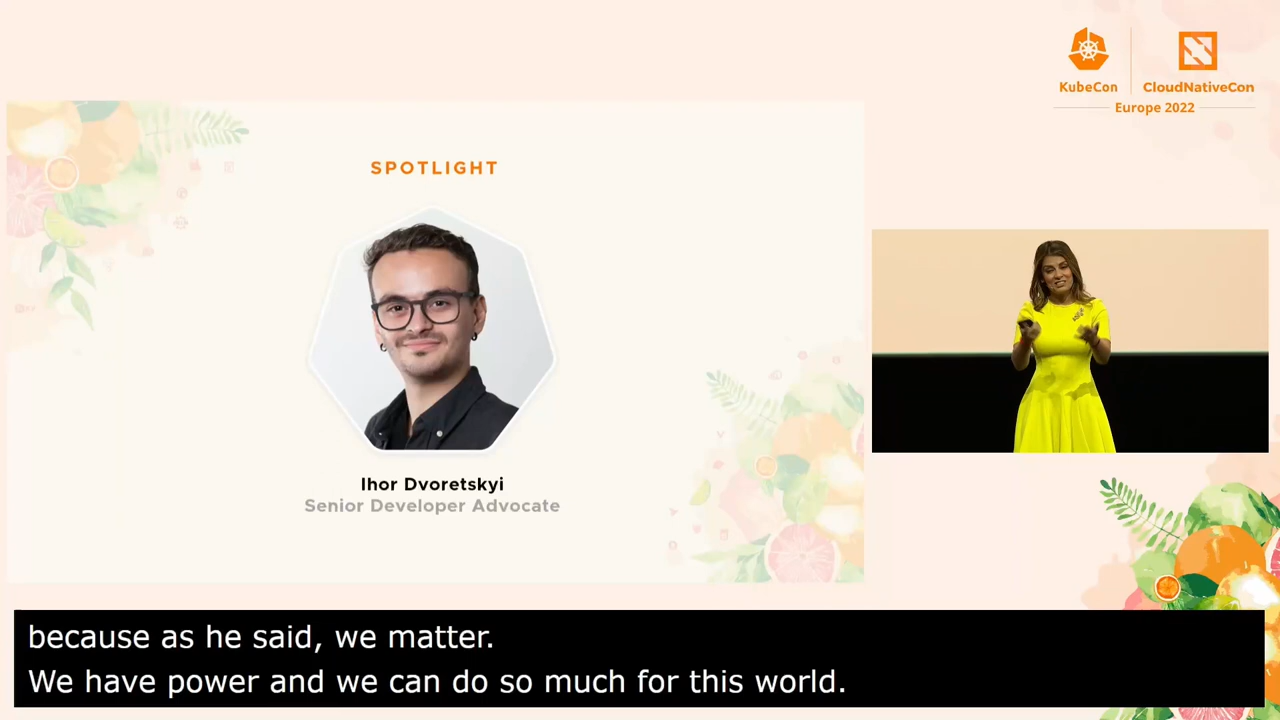 KubeCon
CloudNativeCon
Europe 2022
SPOTLIGHT
Ihor Dvoretskyi
Senior Developer Advocate
because as he said, we matter.
We have power and we can do so much for this world.